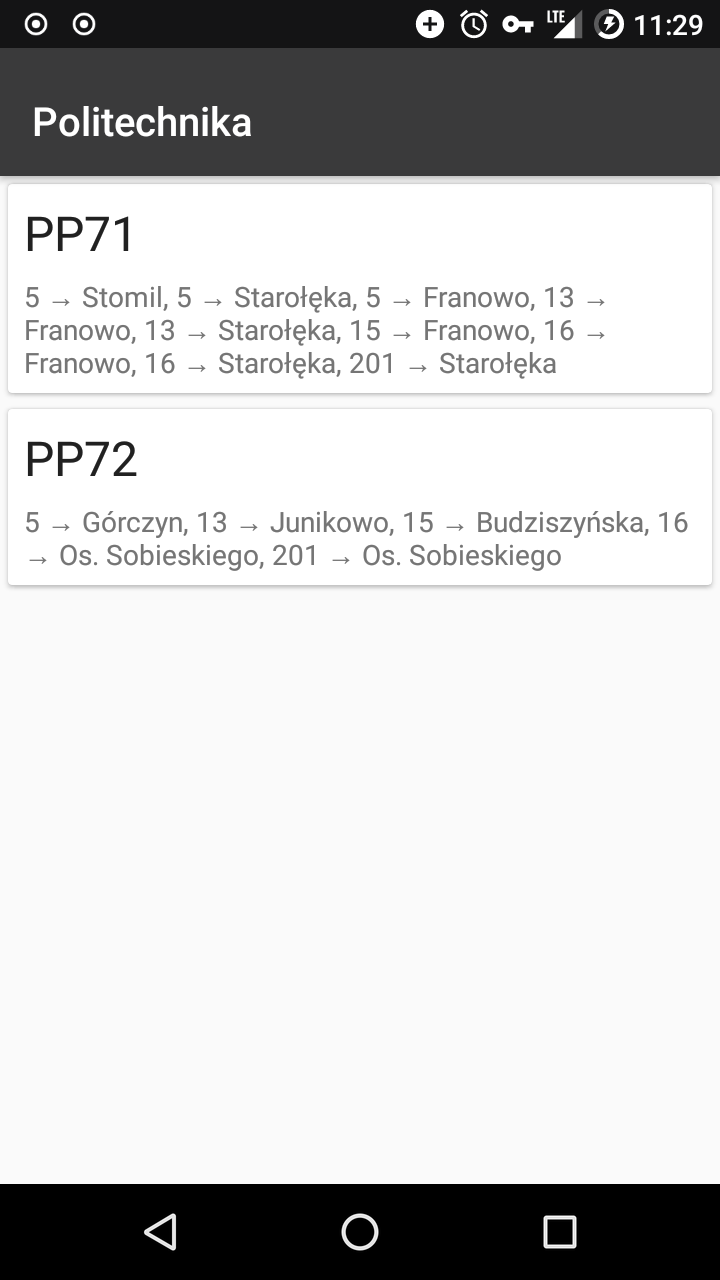 LTE 11:29
Politechnika
PP71
5 → Stomil, 5 → Starołęka, 5 → Franowo, 13 →
Franowo, 13 → Starołęka, 15 → Franowo, 16 →
Franowo, 16 → Starołęka, 201 → Starołęka
PP72
5 → Górczyn, 13 → Junikowo, 15 → Budziszyńska, 16
→ Os. Sobieskiego, 201 → Os. Sobieskiego